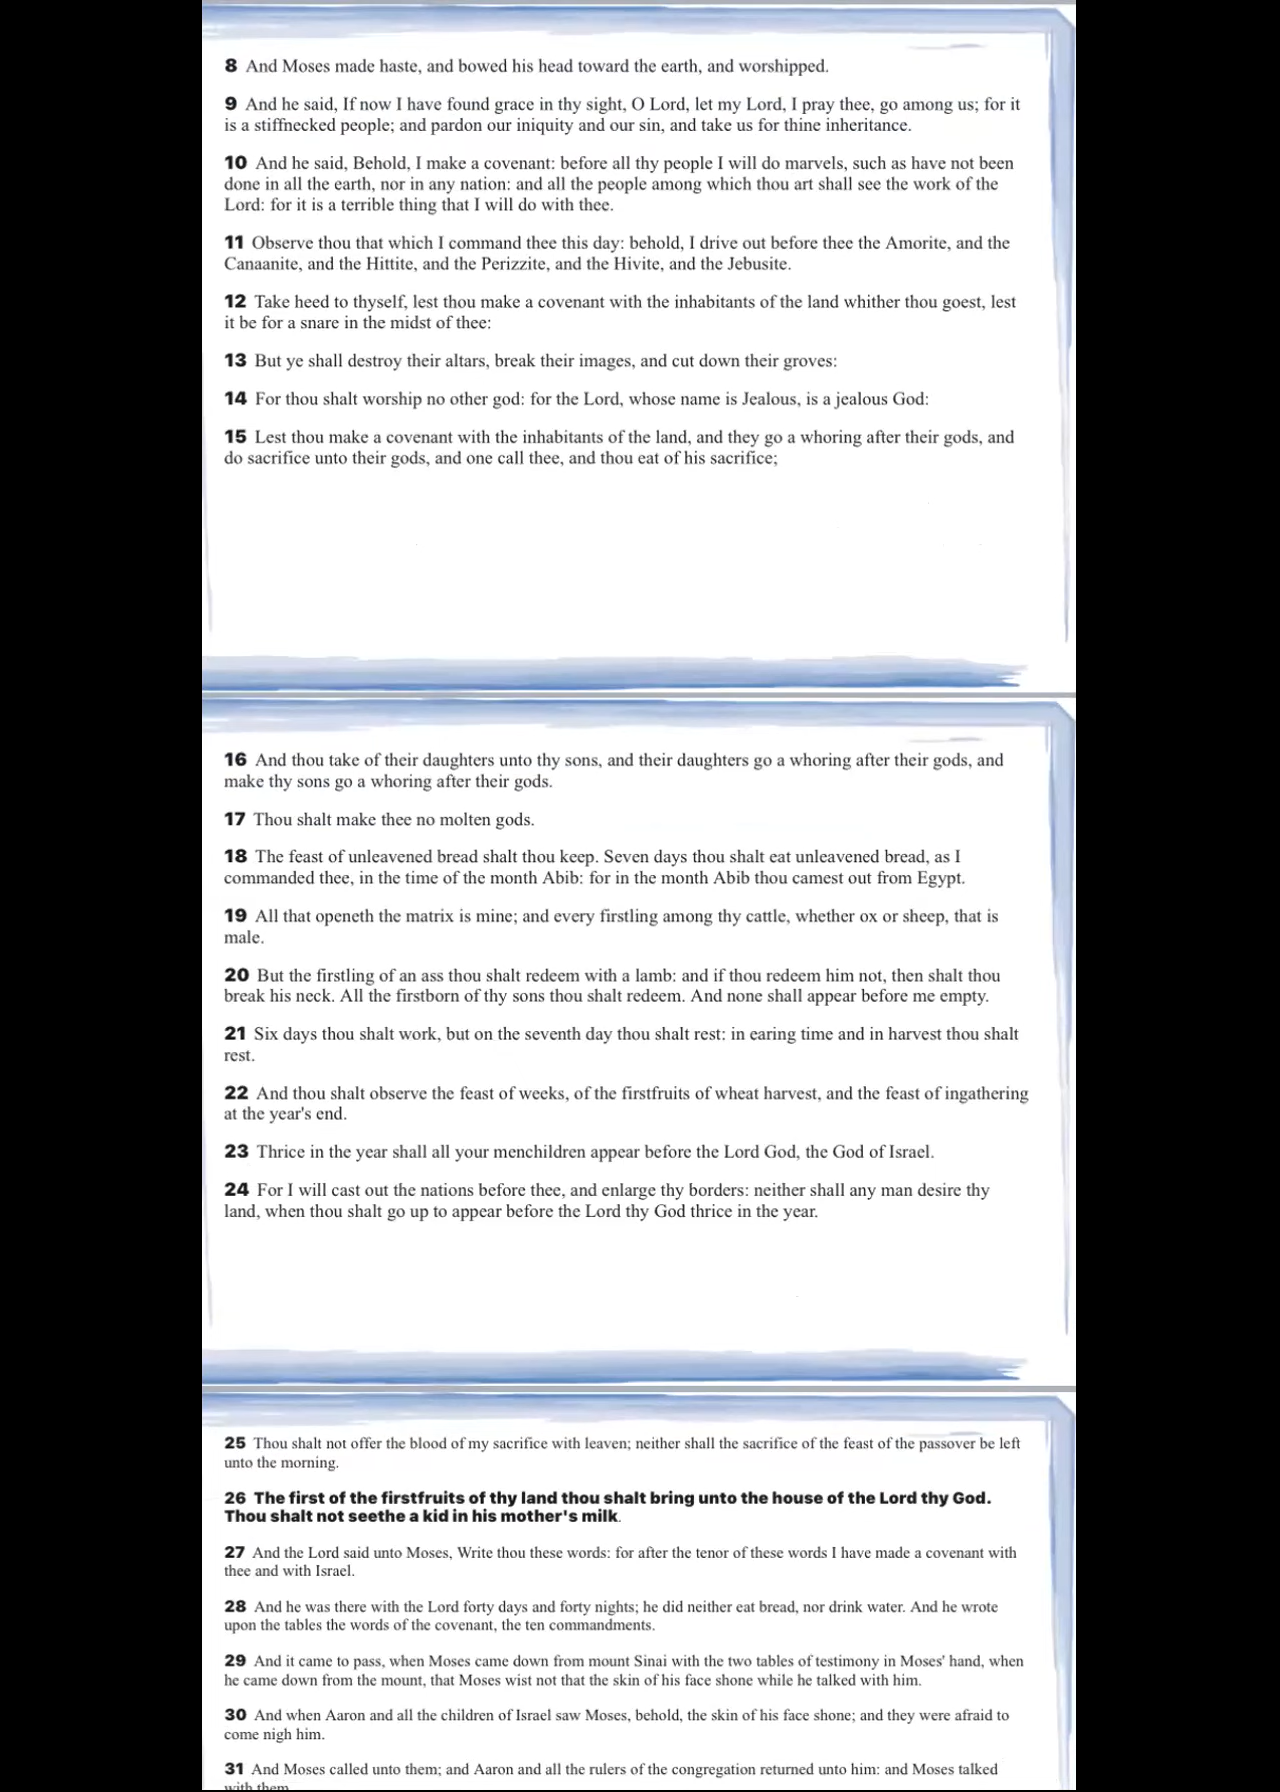 8 And Moses made haste, and bowed his head toward the earth, and worshipped.
9 And he said, If now I have found grace in thy sight, O Lord, let my Lord, I pray thee, go among us; for it
is a stiffnecked people; and pardon our iniquity and our sin, and take us for thine inheritance.
10 And he said, Behold, I make a covenant: before all thy people I will do marvels, such as have not been
done in all the earth, nor in any nation: and all the people among which thou art shall see the work of the
Lord: for it is a terrible thing that I will do with thee.
11 Observe thou that which I command thee this day: behold, I drive out before thee the Amorite, and the
Canaanite, and the Hittite, and the Perizzite, and the Hivite, and the Jebusite.
12 Take heed to thyself, lest thou make a covenant with the inhabitants of the land whither thou goest, lest
it be for a snare in the midst of thee:
13 But ye shall destroy their altars, break their images, and cut down their groves:
14 For thou shalt worship no other god: for the Lord, whose name is Jealous, is a jealous God:
15 Lest thou make a covenant with the inhabitants of the land, and they go a whoring after their gods, and
do sacrifice unto their gods, and one call thee, and thou eat of his sacrifice;
16 And thou take of their daughters unto thy sons, and their daughters go a whoring after their gods, and
make thy sons go a whoring after their gods.
17 Thou shalt make thee no molten gods.
18 The feast of unleavened bread shalt thou keep. Seven days thou shalt eat unleavened bread, as I
commanded thee, in the time of the month Abib: for in the month Abib thou camest out from Egypt.
19 All that openeth the matrix is mine; and every firstling among thy cattle, whether ox or sheep, that is
male.
20 But the firstling of an ass thou shalt redeem with a lamb: and if thou redeem him not, then shalt thou
break his neck. All the firstborn of thy sons thou shalt redeem. And none shall appear before me empty.
21 Six days thou shalt work, but on the seventh day thou shalt rest: in earing time and in harvest thou shalt
rest.
22 And thou shalt observe the feast of weeks, of the firstfruits of wheat harvest, and the feast of ingathering
at the year's end.
23 Thrice in the year shall all your menchildren appear before the Lord God, the God of Israel.
24 For I will cast out the nations before thee, and enlarge thy borders: neither shall any man desire thy
land, when thou shalt go up to appear before the Lord thy God thrice in the year.
25 Thou shalt not offer the blood of my sacrifice with leaven; neither shall the sacrifice of the feast of the passover be left
unto the morning.
26 The first of the firstfruits of thy land thou shalt bring unto the house of the Lord thy God.
Thou shalt not seethe a kid in his mother's milk.
27 And the Lord said unto Moses, Write thou these words: for after the tenor of these words I have made a covenant with
thee and with Israel.
28 And he was there with the Lord forty days and forty nights; he did neither eat bread, nor drink water. And he wrote
upon the tables the words of the covenant, the ten commandments.
29 And it came to pass, when Moses came down from mount Sinai with the two tables of testimony in Moses' hand, when
he came down from the mount, that Moses wist not that the skin of his face shone while he talked with him.
30 And when Aaron and all the children of Israel saw Moses, behold, the skin of his face shone; and they were afraid to
come nigh him.
31 And Moses called unto them; and Aaron and all the rulers of the congregation returned unto him: and Moses talked
with them